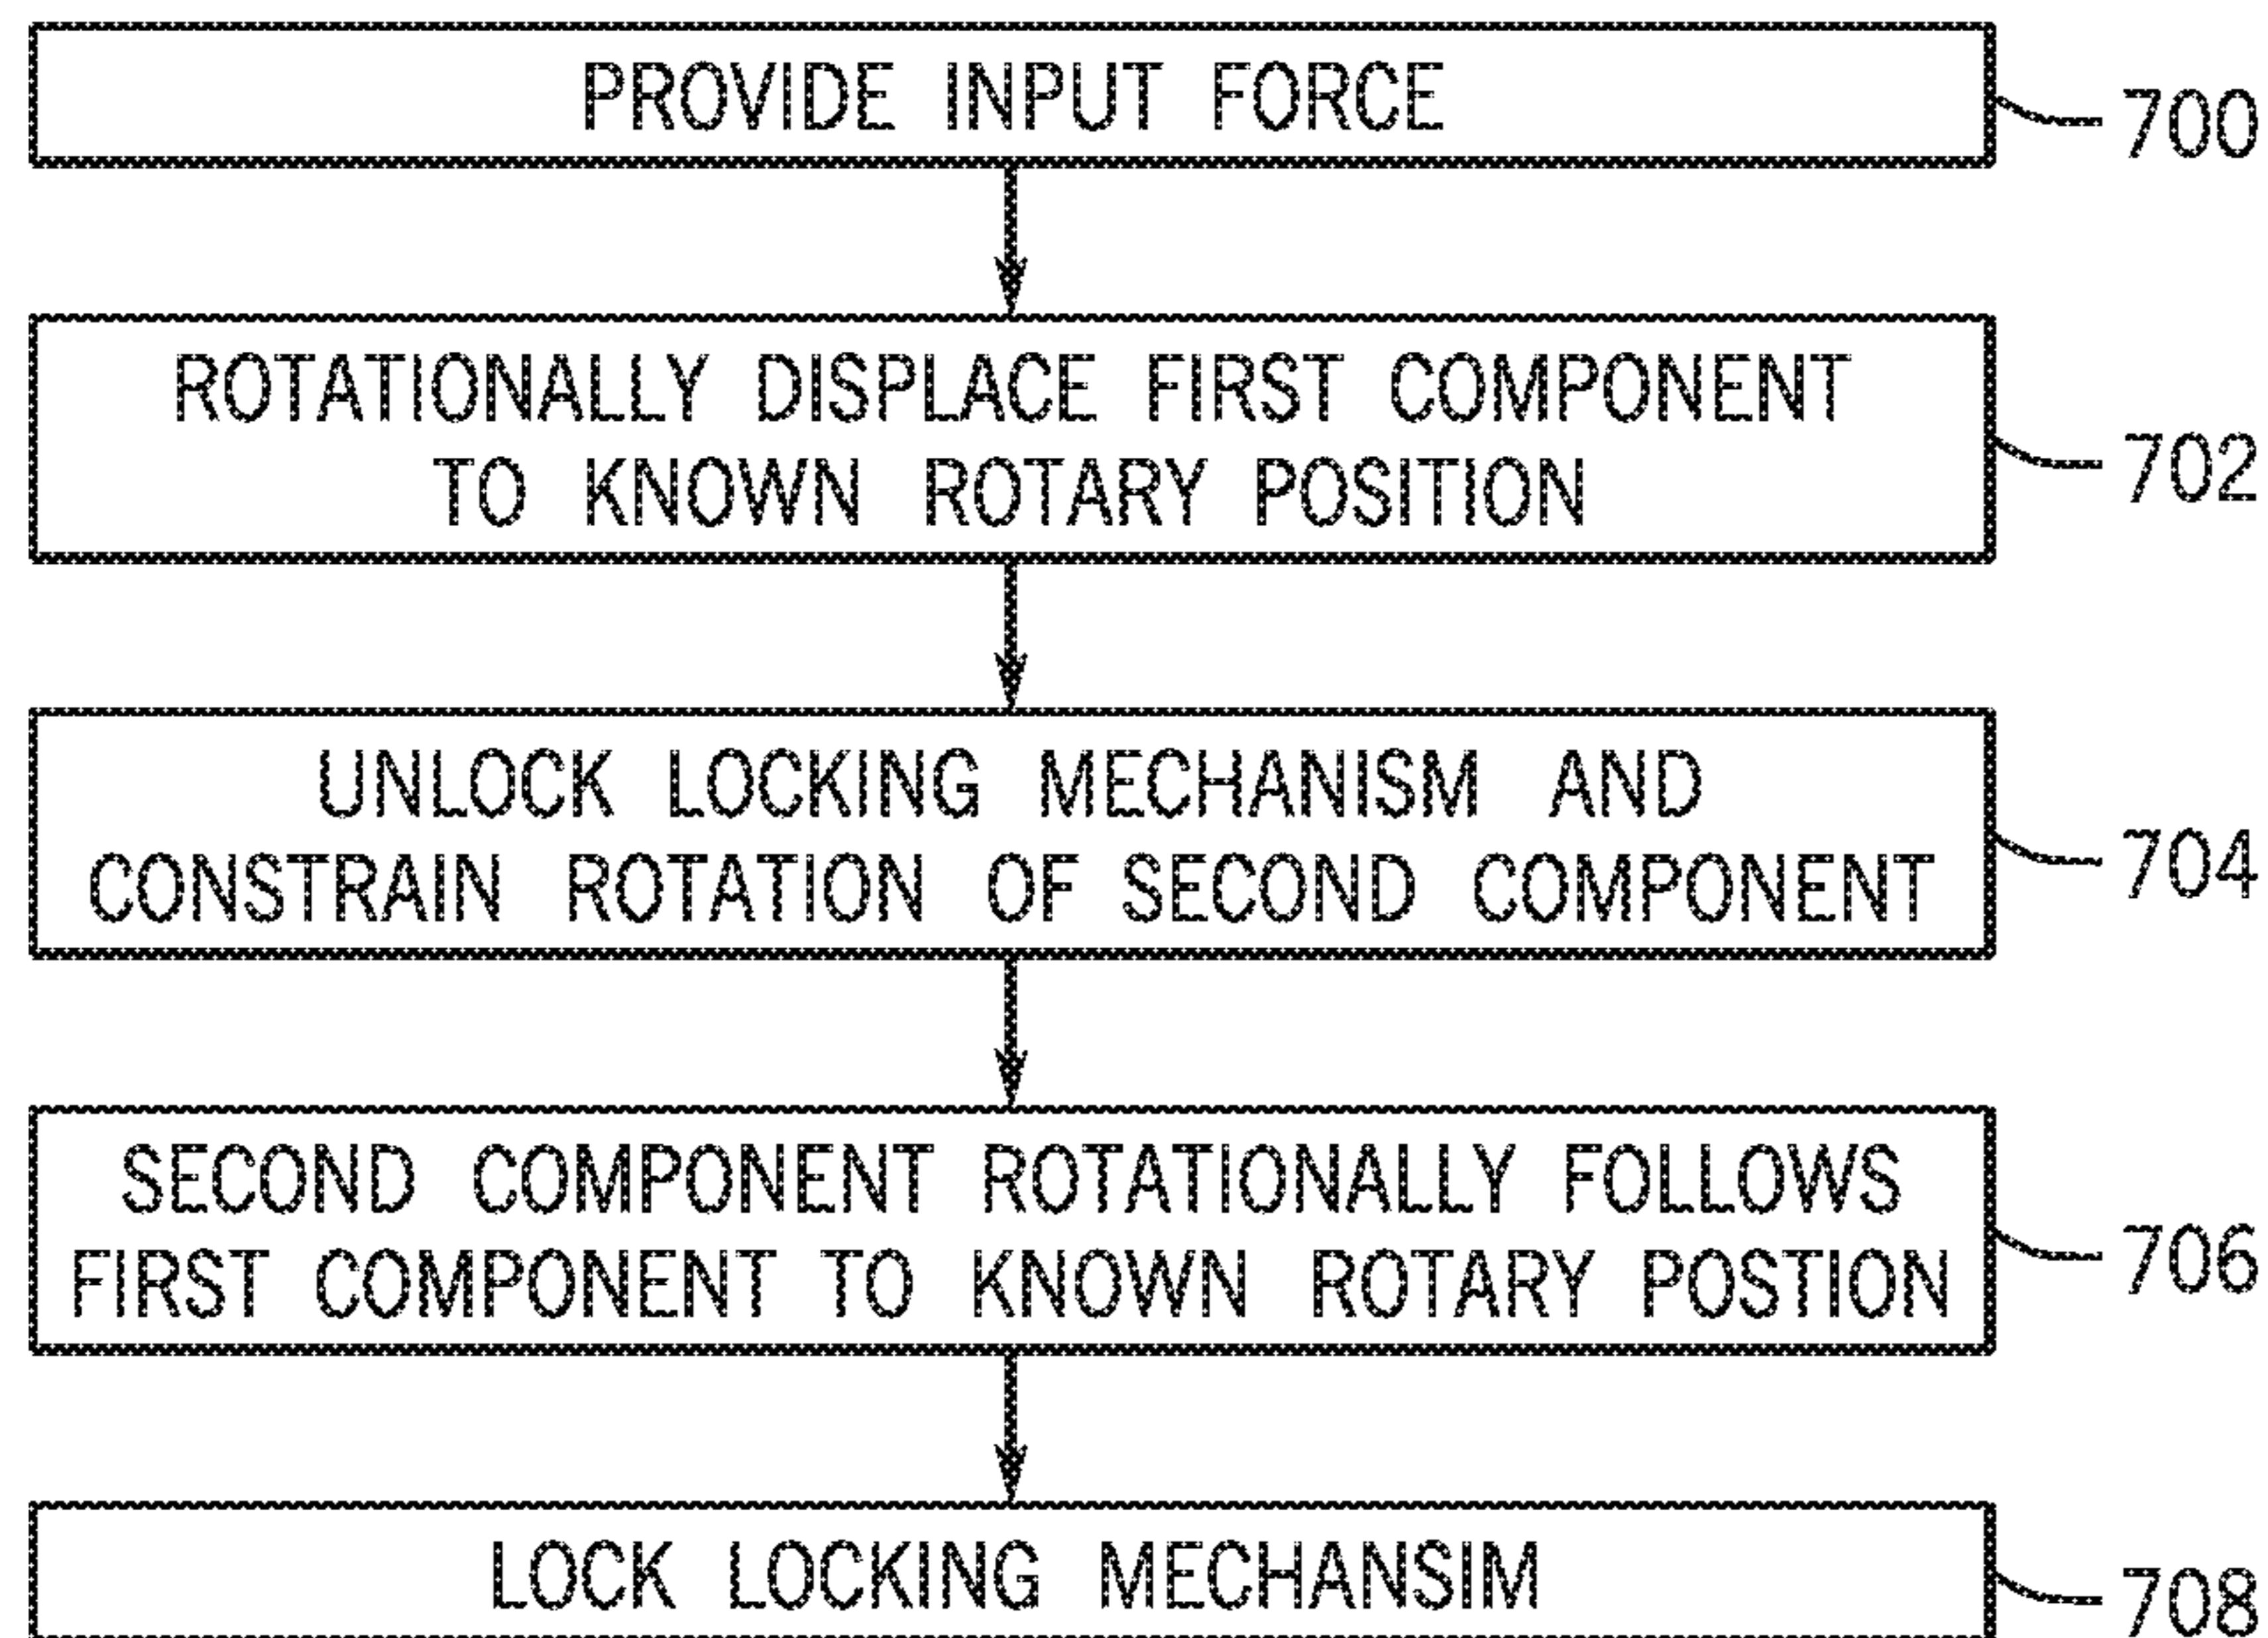 PROVIDE INPUT FORCE
700
ROTATIONALLY DISPLACE FIRST COMPONENT
TO KNOWN ROTARY POSITION
702
UNLOCK LOCKING MECHANISM AND
CONSTRAIN ROTATION OF SECOND COMPONENT
704
SECOND COMPONENT ROTATIONALLY FOLLOWS
FIRST COMPONENT TO KNOWN ROTARY POSTION
706
LOCK LOCKING MECHANSIM
708